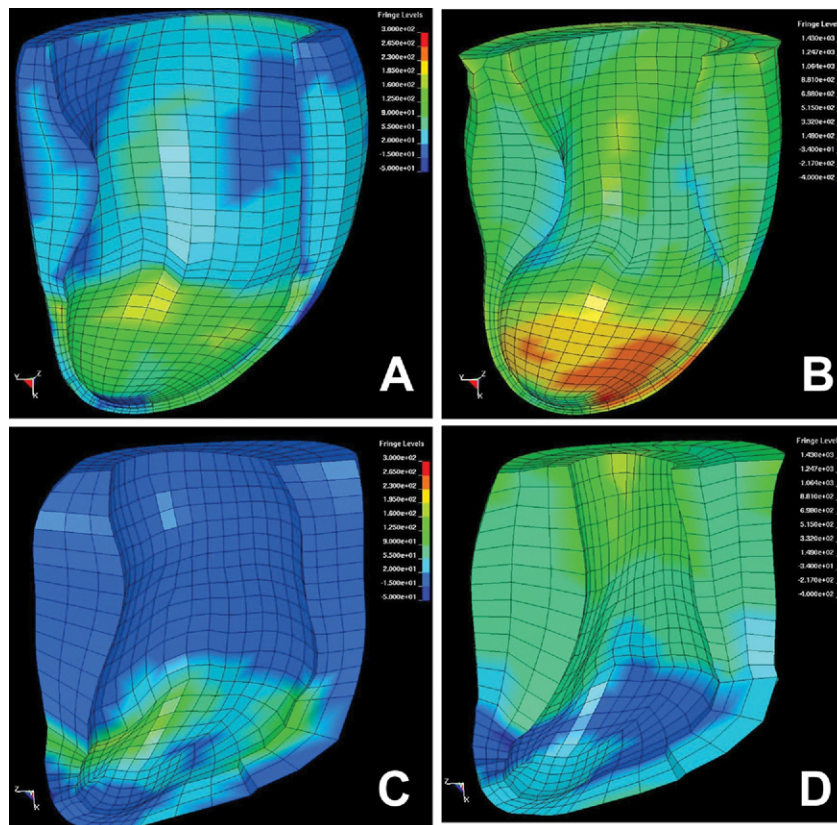 Fringe Levels
3.000e+02
2.650e+02
2.300e+02
1.950e+02
1.600e+02
1.250e+02
9.000e+01
5.500e+01
2.000e+01
-1.500e+01
-5.000e+01
Y Z
X
A
Fringe Levels
1.430e+03
1.247e+03
1.064e+03
8.810e+02
6.980e+02
5.150e+02
3.320e+02
1.490e+02
-3.400e+01
-2.170e+02
-4.000e+02
Y Z
X
B
Fringe Levels
3.000e+02
2.650e+02
2.300e+02
1.950e+02
1.600e+02
1.250e+02
9.000e+01
5.500e+01
2.000e+01
-1.500e+01
-5.000e+01
X
C
Fringe Levels
1.430e+03
1.247e+03
1.064e+03
8.810e+02
6.980e+02
5.150e+02
3.320e+02
1.490e+02
-3.400e+01
-2.170e+02
-4.000e+02
X
D